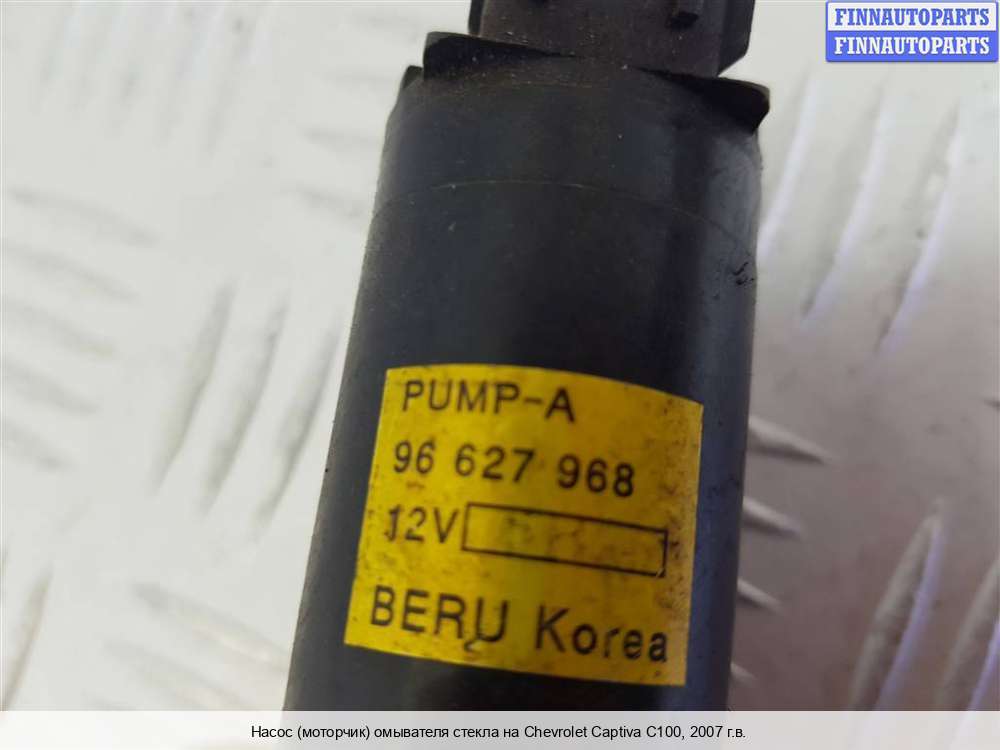 FINNAUTOPARTS
FINNAUTOPARTS
PUMP-A
96 627 968
12V
BERU Korea
Насос (моторчик) омывателя стекла на Chevrolet Captiva C100, 2007 г.в.